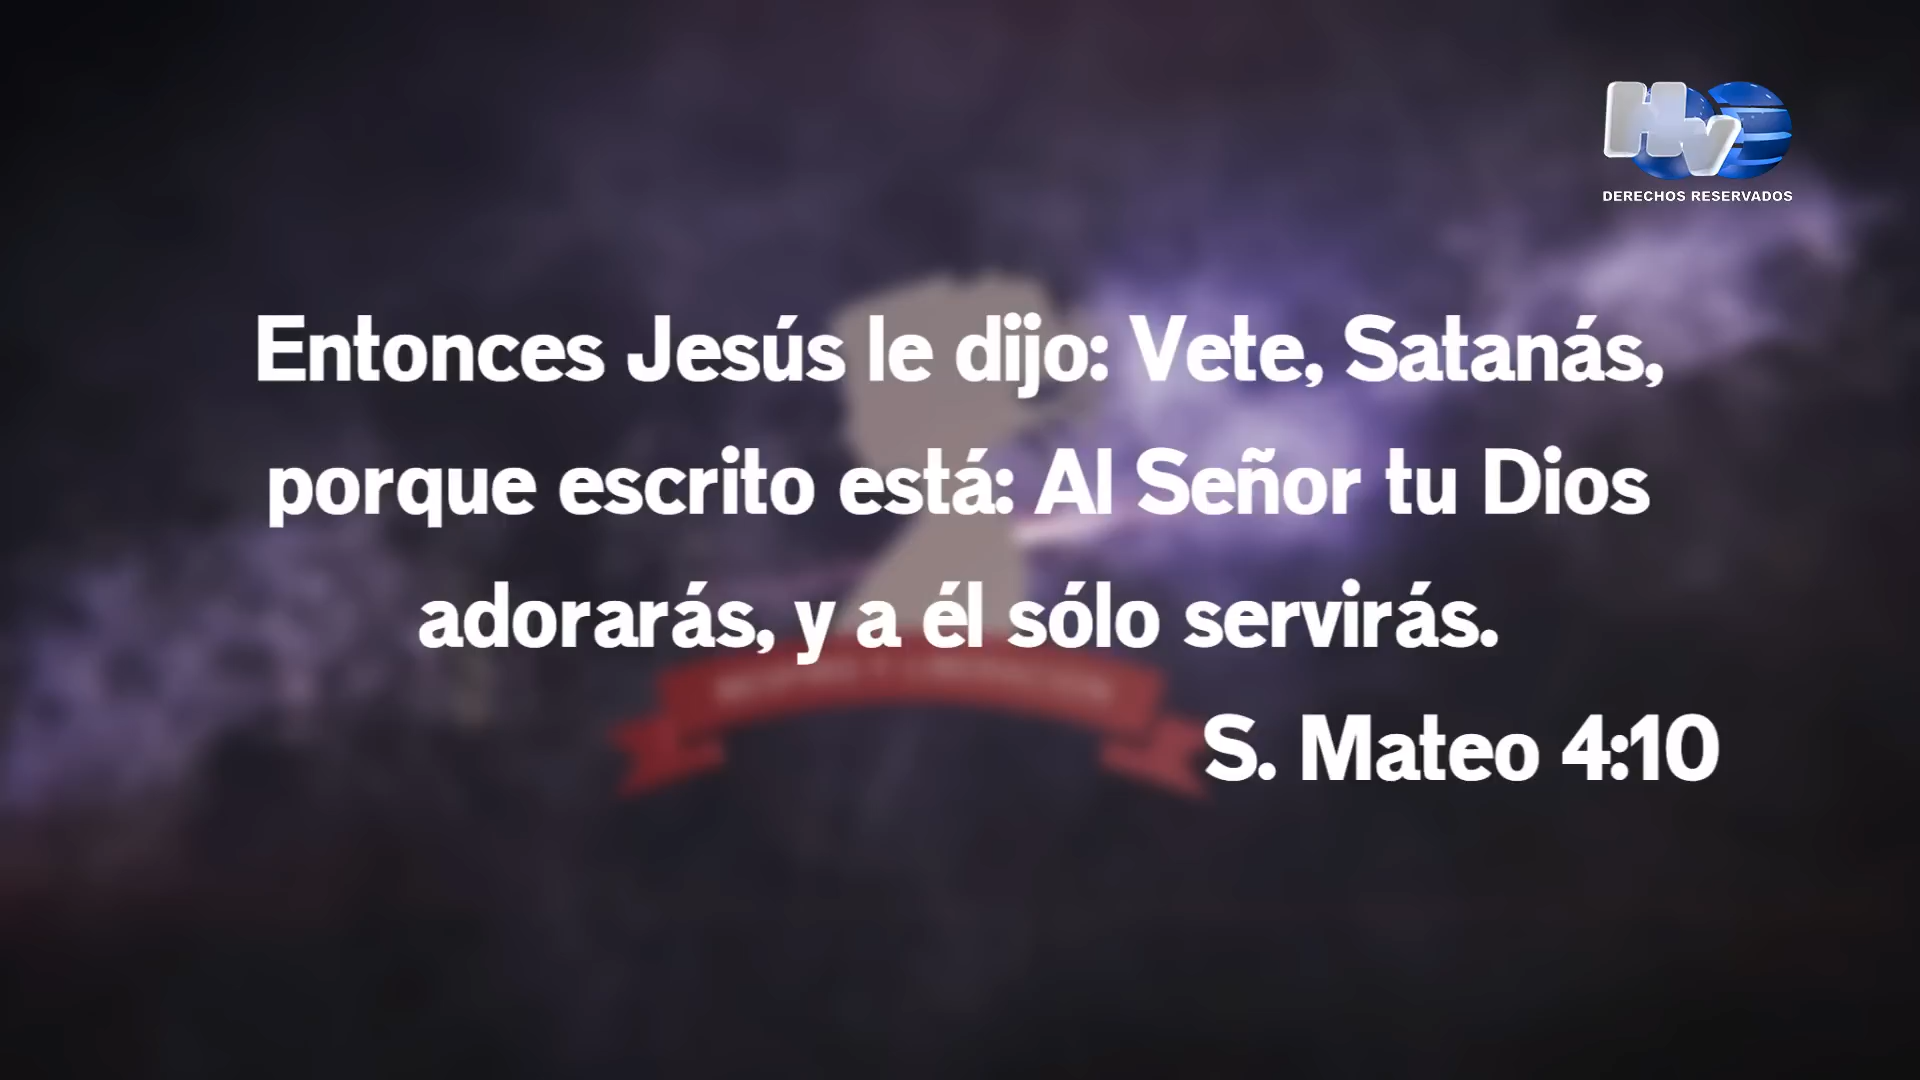 HV
DERECHOS RESERVADOS
Entonces Jesús le dijo: Vete, Satanás,
porque escrito está: Al Señor tu Dios
adorarás, y a él sólo servirás.
S. Mateo 4:10